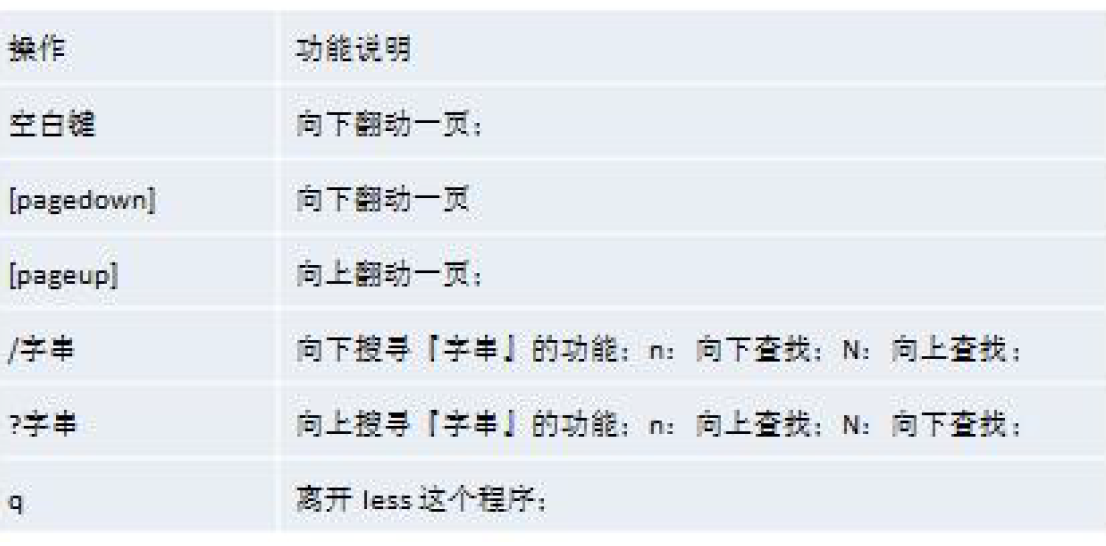 操作 功能说明
空白键 向下翻动一页;
[pagedown] 向下翻动一页
[pageup] 向上翻动一页;
/字串 向下搜寻『字串』的功能; n: 向下查找; N: 向上查找;
?字串 向上搜寻『字串』的功能; n: 向上查找; N: 向下查找;
q 离开 less 这个程序;